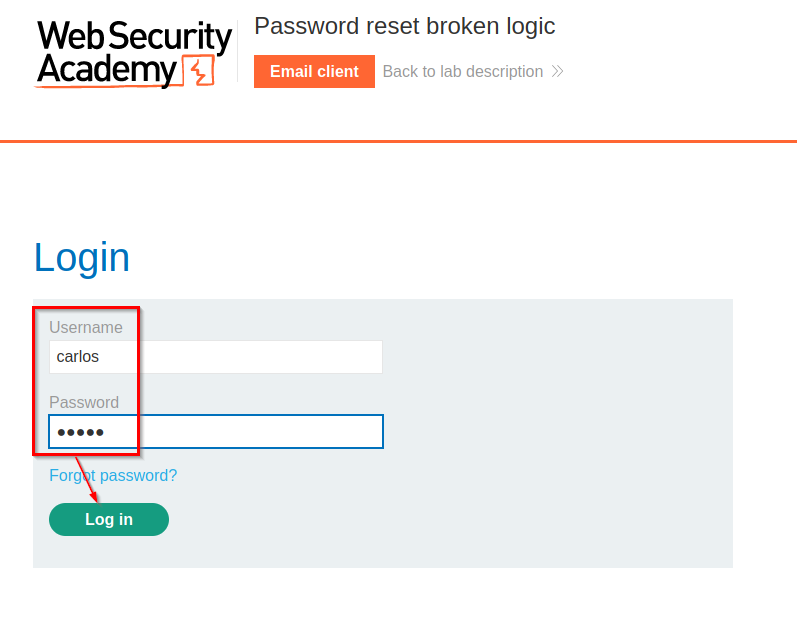 WebSecurity
Academy
Password reset broken logic
Email client
Back to lab description
Login
Username
carlos
Password
●●●●●
Forgot password?
Log in